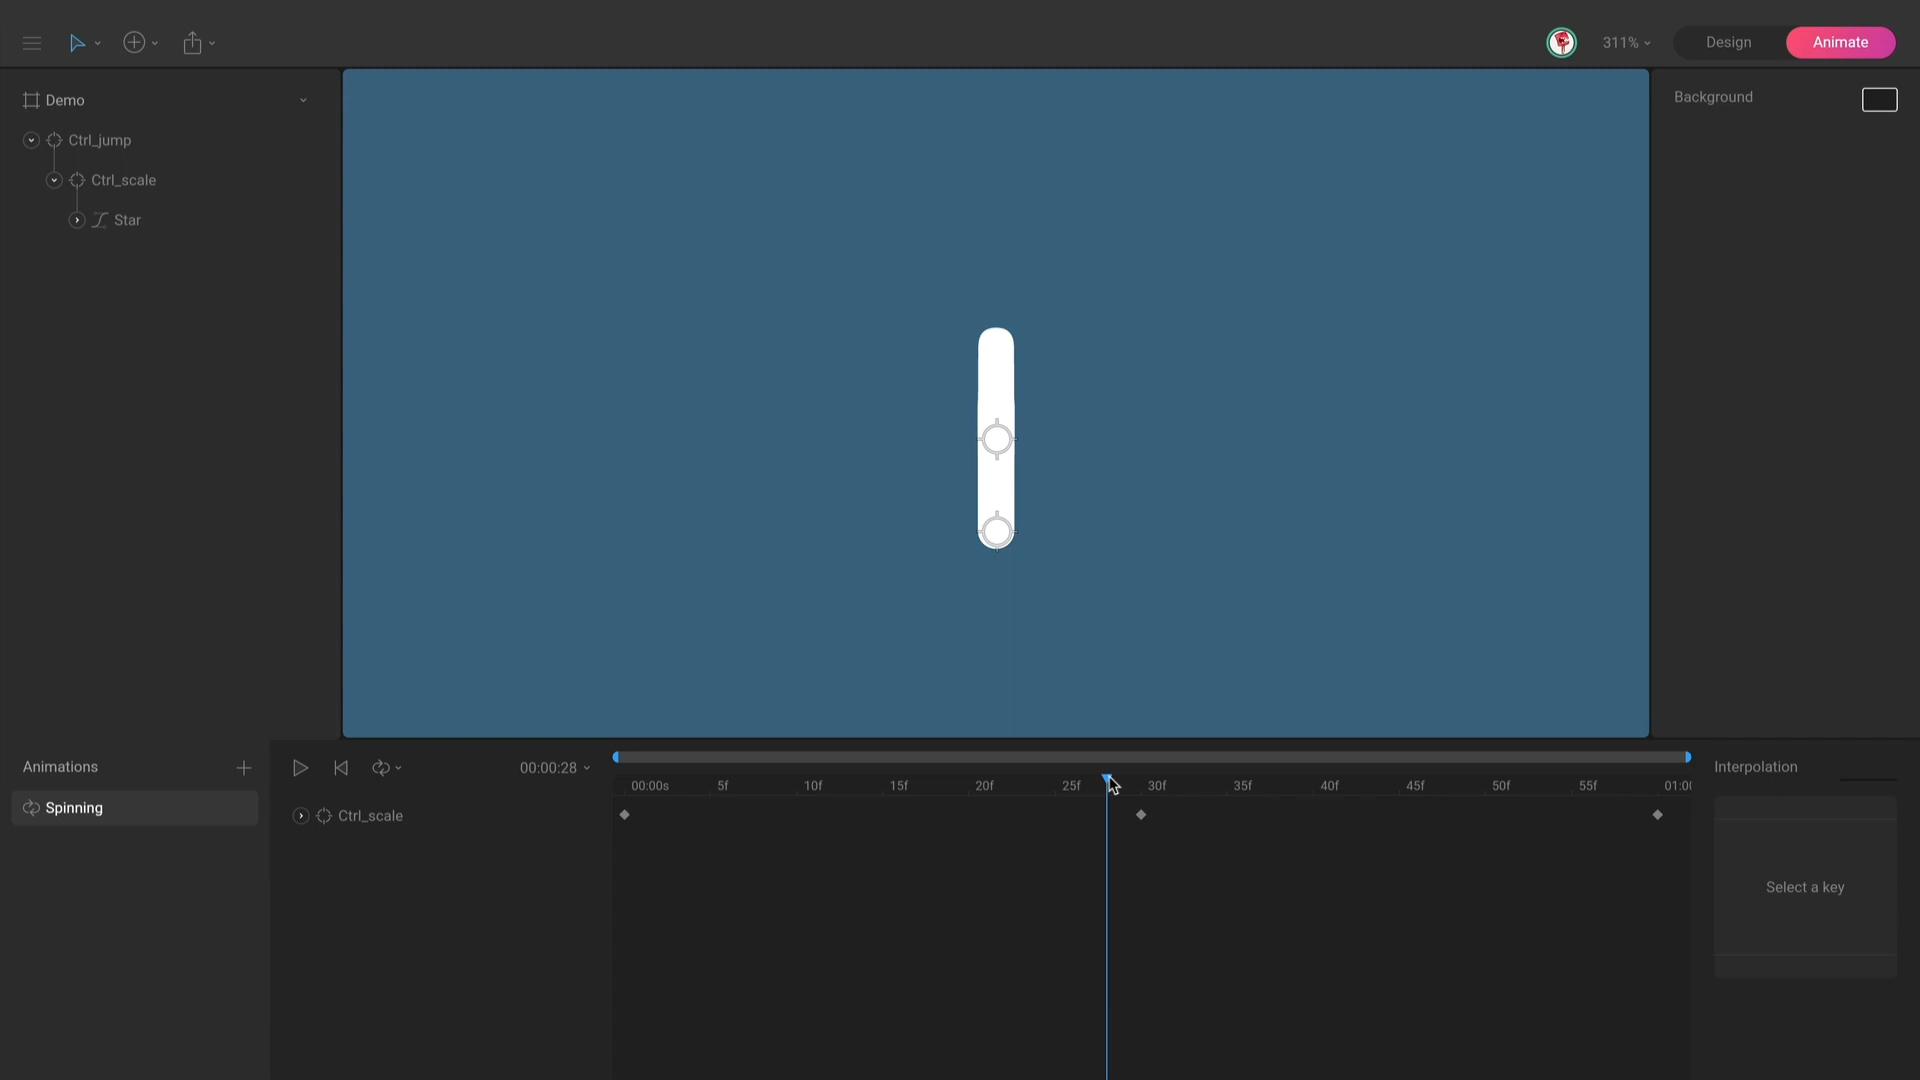 311%
Design
Animate
Demo
Ctrl_jump
Ctrl_scale
Star
Background
Animations
Spinning
00:00:28
Ctrl_scale
00:00s 5f 10f 15f 20f 25f 30f 35f 40f 45f 50f 55f 01:00
Interpolation
Select a key